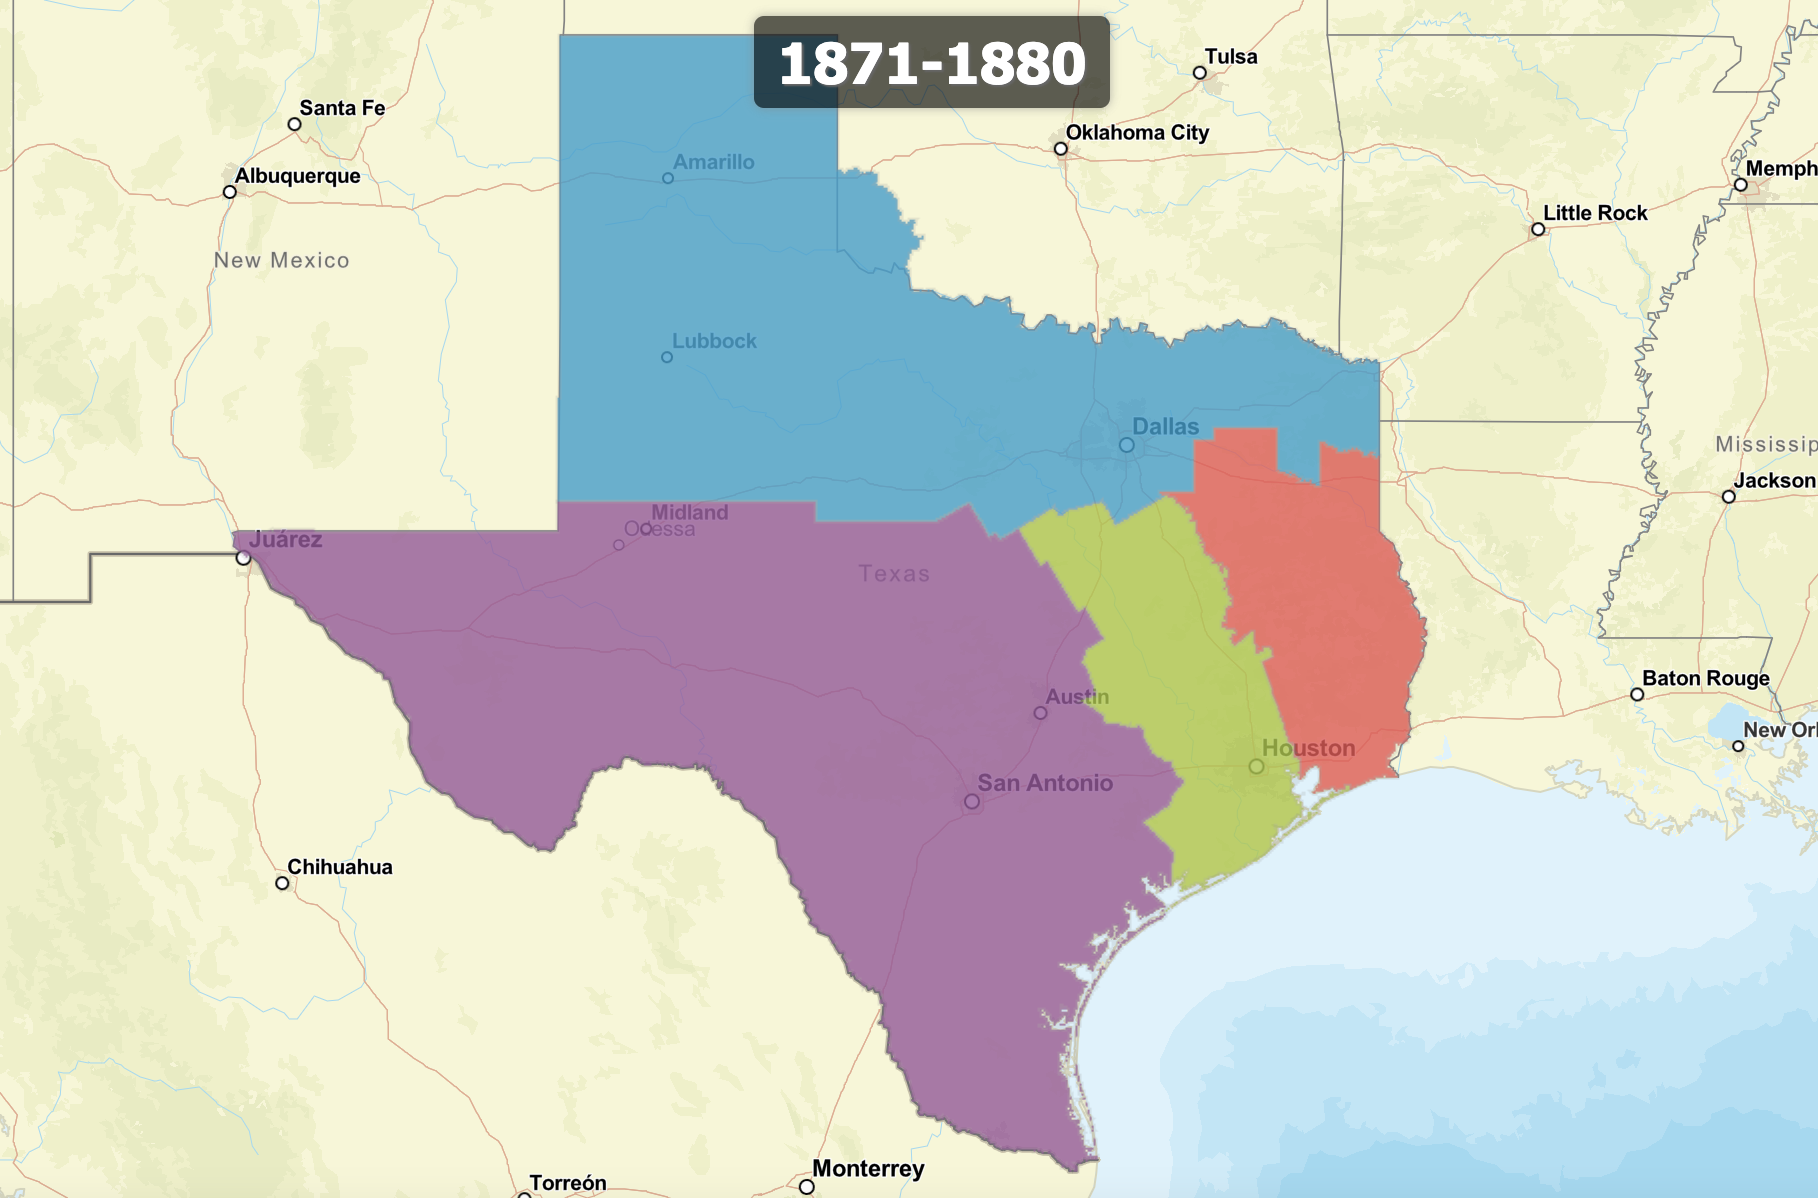 1871-1880
Tulsa
Santa Fe
Oklahoma City
Amarillo
Albuquerque
Memph
Little Rock
New Mexico
Lubbock
Dallas
Mississip
Jackson
Midland
Odessa
Juárez
Texas
Baton Rouge
Austin
New Orl
Houston
San Antonio
Chihuahua
Monterrey
Torreón